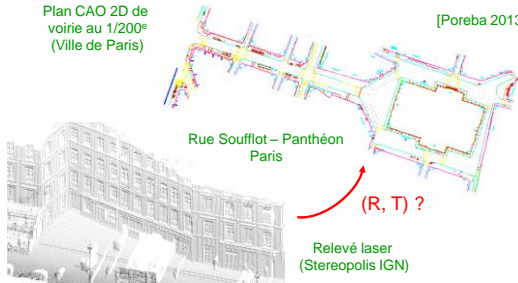 Plan CAO 2D de
voirie au 1/200e
(Ville de Paris)
[Poreba 2013
Rue Soufflot – Panthéon
Paris
(R, T) ?
Relevé laser
(Stereopolis IGN)